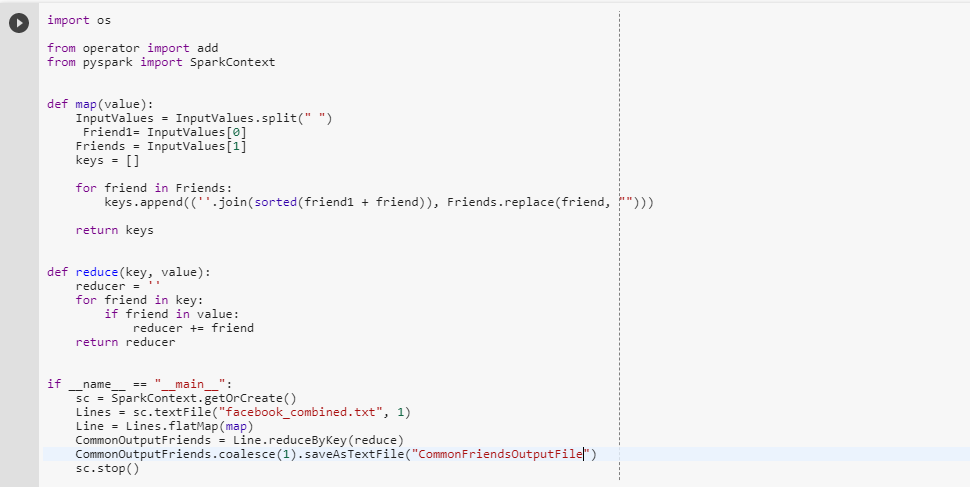 import os
from operator import add
from pyspark import SparkContext
def map(value):
    InputValues = InputValues.split(" ")
     Friend1= InputValues[0]
    Friends = InputValues[1]
    keys = []
    for friend in Friends:
        keys.append((''.join(sorted(friend1 + friend)), Friends.replace(friend, "")))
    return keys
def reduce(key, value):
    reducer = ''
    for friend in key:
        if friend in value:
            reducer += friend
    return reducer
if __name__ == "__main__":
    sc = SparkContext.getOrCreate()
    Lines = sc.textFile("facebook_combined.txt", 1)
    Line = Lines.flatMap(map)
    CommonOutputFriends = Line.reduceByKey(reduce)
    CommonOutputFriends.coalesce(1).saveAsTextFile("CommonFriendsOutputFile")
    sc.stop()